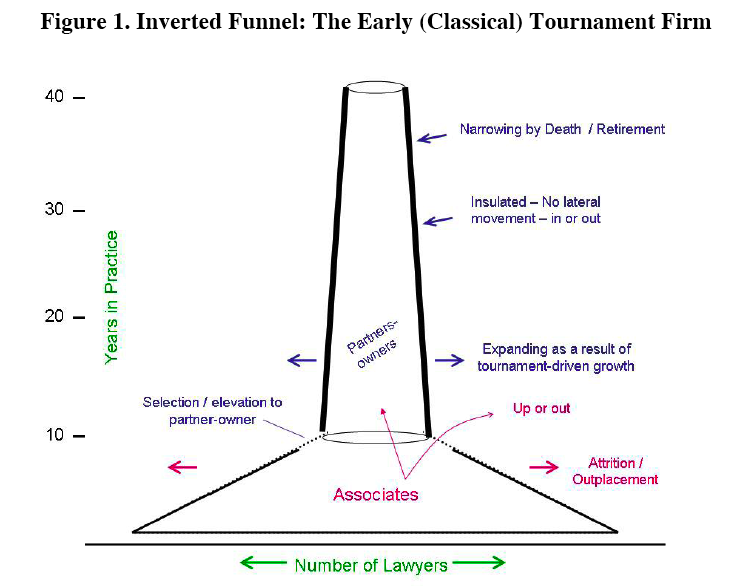 Figure 1. Inverted Funnel: The Early (Classical) Tournament Firm
40
Narrowing by Death / Retirement
30
Insulated – No lateral
movement – in or out
Years in Practice
20
Partners-
owners
Expanding as a result of
tournament-driven growth
Selection / elevation to
partner-owner
Up or out
10
Attrition /
Outplacement
Associates
Number of Lawyers